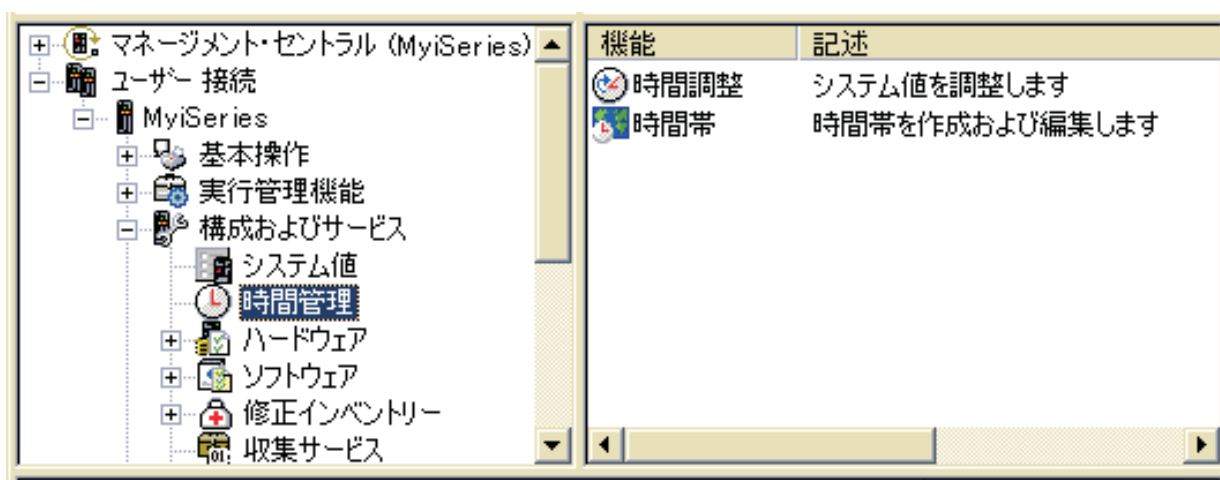 マネージメント・セントラル (MyiSeries)
ユーザー 接続
MyiSeries
基本操作
実行管理機能
構成およびサービス
システム値
時間管理
ハードウェア
ソフトウェア
修正インベントリー
収集サービス
機能 記述
時間調整 システム値を調整します
時間帯 時間帯を作成および編集します